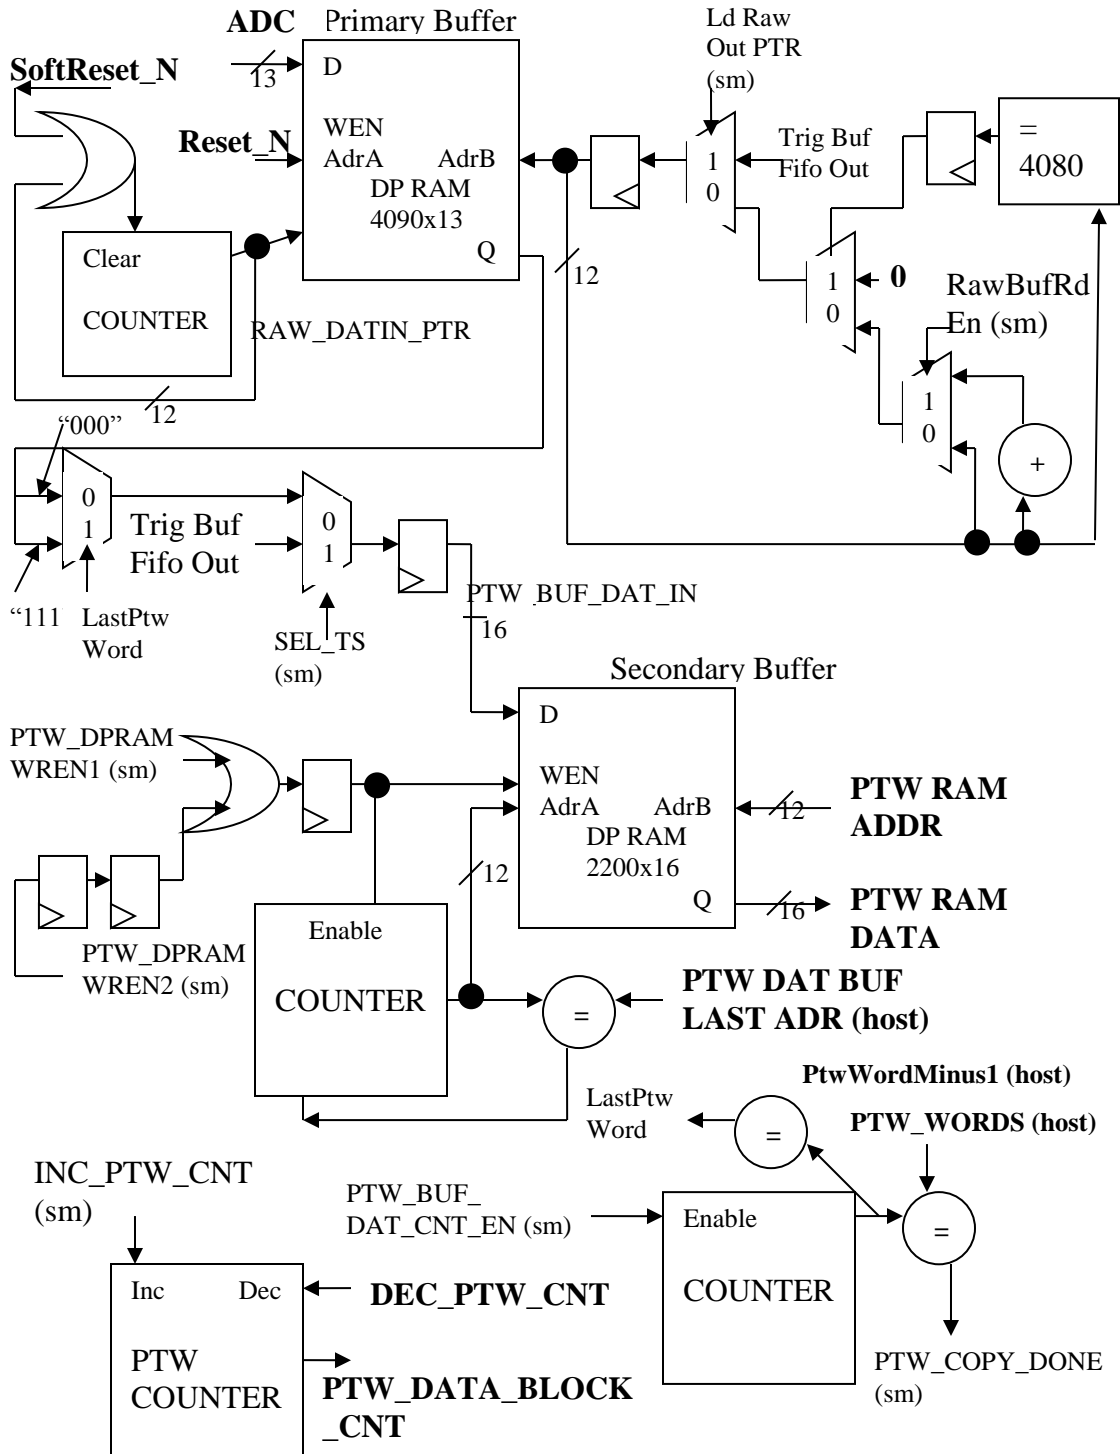 ADC
Primary Buffer
13
D
SoftReset_N
WEN
Reset_N
AdrA
AdrB
DP RAM
4090x13
Q
Ld Raw
Out PTR
(sm)
1
0
Trig Buf
Fifo Out
=
4080
12
1
0
0
RawBufRd
En (sm)
1
0
+
Clear
COUNTER
RAW_DATIN_PTR
12
“000”
0
1
Trig Buf
Fifo Out
0
1
“111
LastPtw
Word
SEL_TS
(sm)
PTW_BUF_DAT_IN
16
Secondary Buffer
D
WEN
AdrA
AdrB
DP RAM
2200x16
Q
PTW_DPRAM
WREN1 (sm)
12
PTW RAM
ADDR
12
16
PTW RAM
DATA
PTW_DPRAM
WREN2 (sm)
Enable
COUNTER
=
PTW DAT BUF
LAST ADR (host)
PtwWordMinus1 (host)
LastPtw
Word
=
PTW_WORDS (host)
INC_PTW_CNT
(sm)
PTW_BUF_
DAT_CNT_EN (sm)
Enable
COUNTER
=
Inc
Dec
DEC_PTW_CNT
PTW
COUNTER
PTW_DATA_BLOCK
_CNT
PTW_COPY_DONE
(sm)